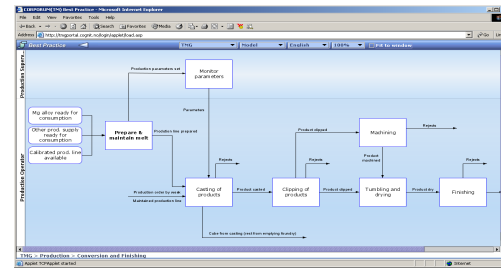 EIBSFORUM(TM) Best Practice - Microsoft Internet Explorer
File Edit View Favorites Tools Help
Back Search Favorites Media
Address http://tmgportal.cognit.no/login/applet/load.asp Go
Best Practice TMG Model English 100% Fit to window
Production Superv...
Production parameters set
Monitor
parameters
Parameters
Mg alloy ready for
consumption
Other prod. supply
ready for
consumption
Calibrated prod. line
available
Prepare &
maintain melt
Production line prepared
Production Operator
Production order by week
Maintained production line
Casting of
products
Rejects
Product casted
Clipping of
products
Rejects
Product clipped
Product clipped
Machining
Rejects
Product
machined
Tumbling and
drying
Product dry
Finishing
Rejects
Cube from casting (rest from emptying foundry)
TMG > Production > Conversion and Finishing
Applet TCPApplet started Internet